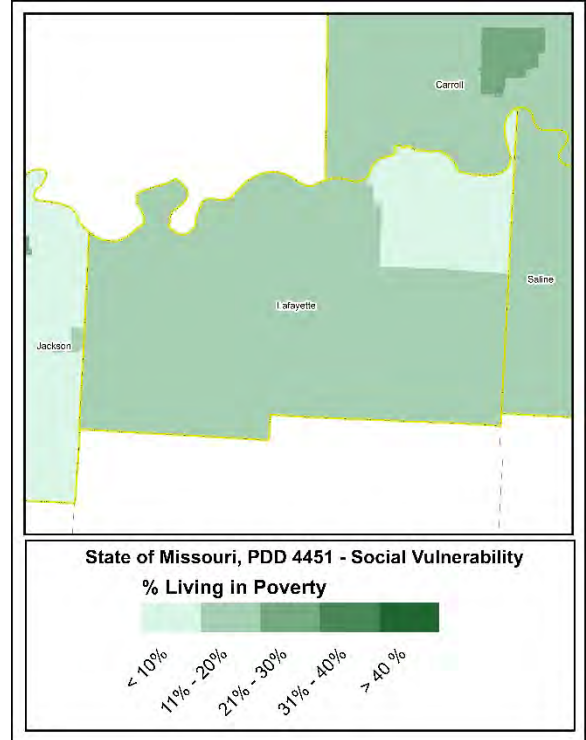 Carroll
Lafayette
Saline
Jackson
State of Missouri, PDD 4451 - Social Vulnerability
% Living in Poverty
< 10%
11% - 20%
21% - 30%
31% - 40%
> 40 %